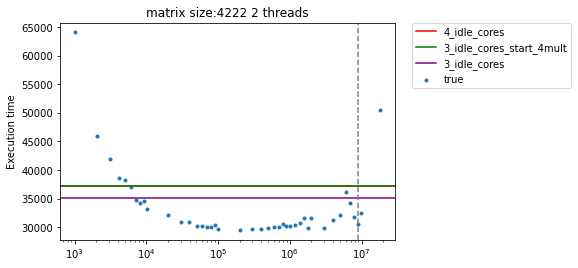 matrix size:4222 2 threads
Execution time
65000
60000
55000
50000
45000
40000
35000
30000
10³
10⁴
10⁵
10⁶
10⁷
4_idle_cores
3_idle_cores_start_4mult
3_idle_cores
true